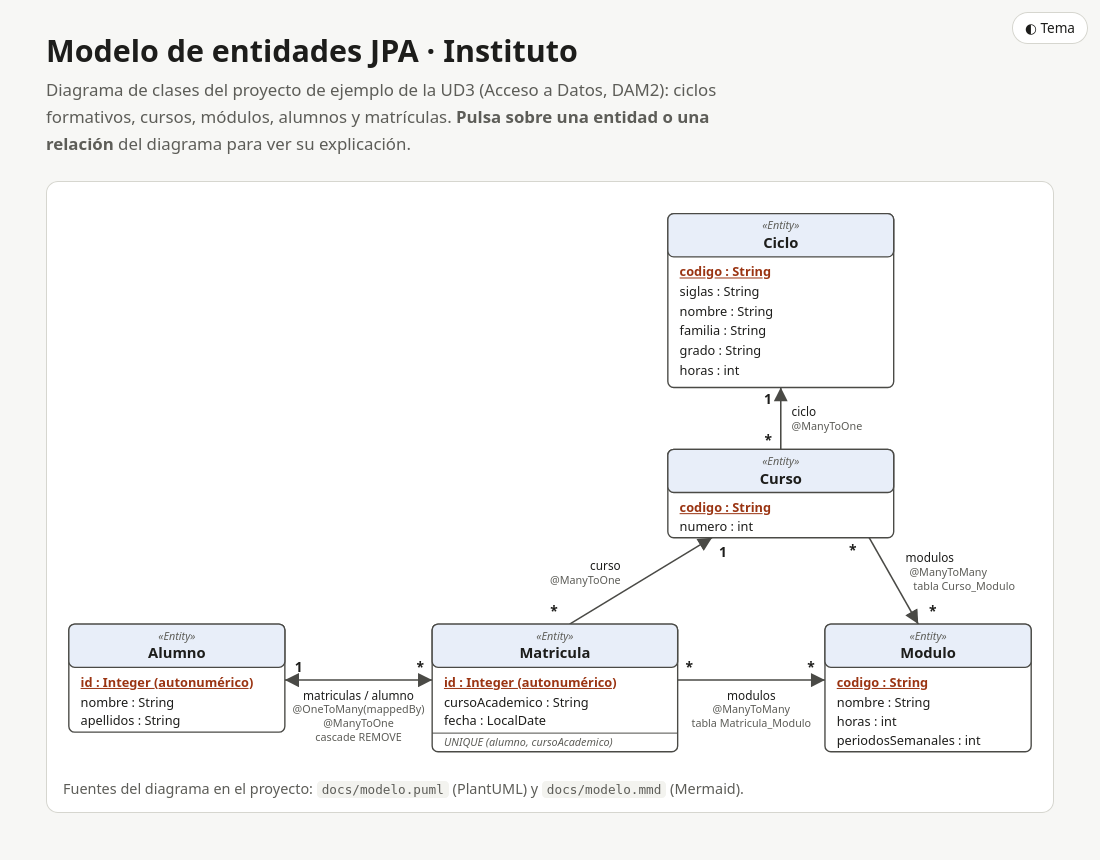 ◐ Tema
Modelo de entidades JPA · Instituto
Diagrama de clases del proyecto de ejemplo de la UD3 (Acceso a Datos, DAM2): ciclos
formativos, cursos, módulos, alumnos y matrículas. Pulsa sobre una entidad o una
relación del diagrama para ver su explicación.
«Entity»
Ciclo
codigo : String
siglas : String
nombre : String
familia : String
grado : String
horas : int
1
ciclo
@ManyToOne
*
«Entity»
Curso
codigo : String
numero : int
1
*
curso
@ManyToOne
*
modulos
@ManyToMany
tabla Curso_Modulo
*
«Entity»
Alumno
id : Integer (autonumérico)
nombre : String
apellidos : String
1
*
matriculas / alumno
@OneToMany(mappedBy)
@ManyToOne
cascade REMOVE
«Entity»
Matricula
id : Integer (autonumérico)
cursoAcademico : String
fecha : LocalDate
UNIQUE (alumno, cursoAcademico)
*
*
modulos
@ManyToMany
tabla Matricula_Modulo
«Entity»
Modulo
codigo : String
nombre : String
horas : int
periodosSemanales : int
Fuentes del diagrama en el proyecto: docs/modelo.puml (PlantUML) y docs/modelo.mmd (Mermaid).